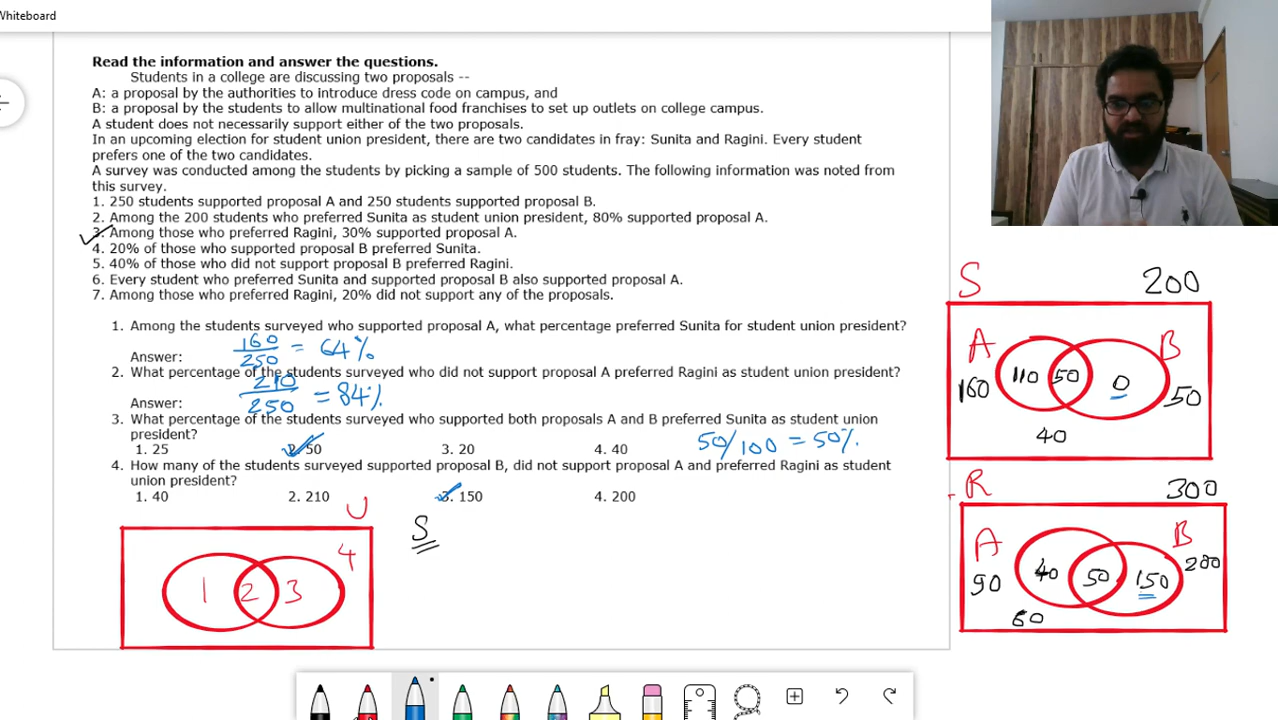 Whiteboard
Read the information and answer the questions.
Students in a college are discussing two proposals --
A: a proposal by the authorities to introduce dress code on campus, and
B: a proposal by the students to allow multinational food franchises to set up outlets on college campus.
A student does not necessarily support either of the two proposals.
In an upcoming election for student union president, there are two candidates in fray: Sunita and Ragini. Every student
prefers one of the two candidates.
A survey was conducted among the students by picking a sample of 500 students. The following information was noted from
this survey.
1. 250 students supported proposal A and 250 students supported proposal B.
2. Among the 200 students who preferred Sunita as student union president, 80% supported proposal A.
3. Among those who preferred Ragini, 30% supported proposal A.
4. 20% of those who supported proposal B preferred Sunita.
5. 40% of those who did not support proposal B preferred Ragini.
6. Every student who preferred Sunita and supported proposal B also supported proposal A.
7. Among those who preferred Ragini, 20% did not support any of the proposals.
1. Among the students surveyed who supported proposal A, what percentage preferred Sunita for student union president?
Answer: 160/250 = 64%
2. What percentage of the students surveyed who did not support proposal A preferred Ragini as student union president?
Answer: 210/250 = 84%
3. What percentage of the students surveyed who supported both proposals A and B preferred Sunita as student union
president?
50/100 = 50%
1. 25 2. 50 3. 20 4. 40
4. How many of the students surveyed supported proposal B, did not support proposal A and preferred Ragini as student
union president?
1. 40 2. 210 3. 150 4. 200
U
1 2 3 4
S
S 200
A B
160 110 50 0 50
40
R 300
A B
90 40 50 150 200
60